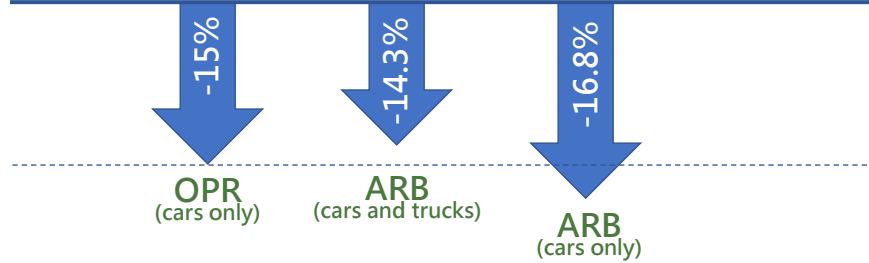 -15%
-14.3%
-16.8%
OPR
(cars only)
ARB
(cars and trucks)
ARB
(cars only)